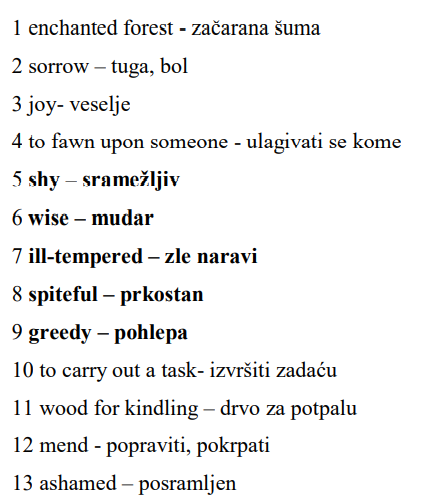 1 enchanted forest - začarana šuma
2 sorrow – tuga, bol
3 joy- veselje
4 to fawn upon someone - ulagivati se kome
5 shy – sramežljiv
6 wise – mudar
7 ill-tempered – zle naravi
8 spiteful – prkostan
9 greedy – pohlepa
10 to carry out a task- izvršiti zadaću
11 wood for kindling – drvo za potpalu
12 mend - popraviti, pokrpati
13 ashamed – posramljen